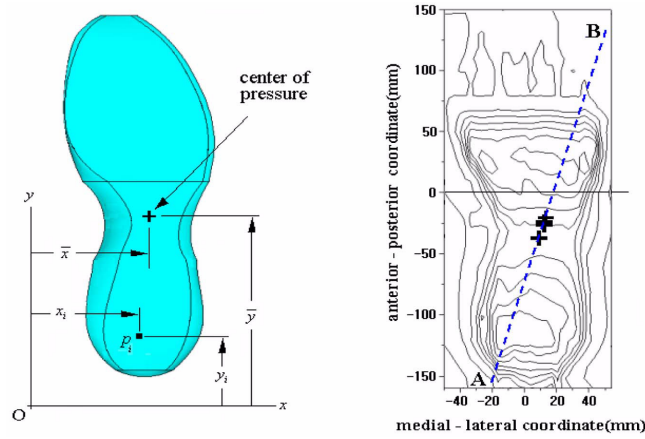 center of
pressure
y
x̄
ȳ
xᵢ
pᵢ
yᵢ
O
x
150
100
50
0
-50
-100
-150
anterior - posterior coordinate(mm)
B
A
-40
-20
0
20
40
medial - lateral coordinate(mm)